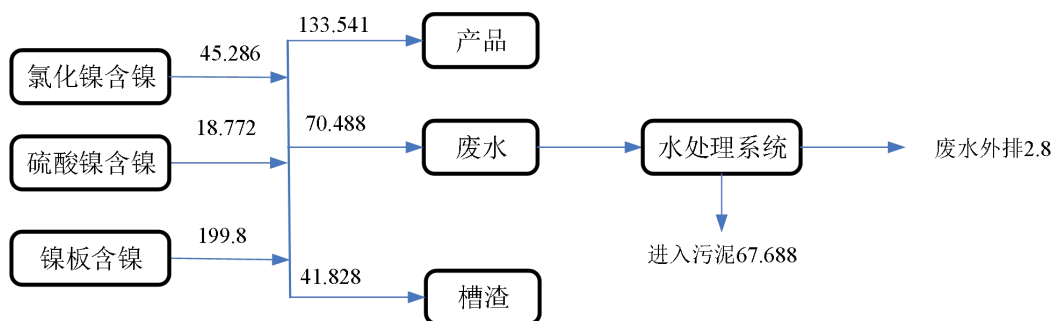 133.541
产品
45.286
氯化镍含镍
18.772
70.488
硫酸镍含镍
废水
水处理系统
废水外排2.8
199.8
镍板含镍
进入污泥67.688
41.828
槽渣